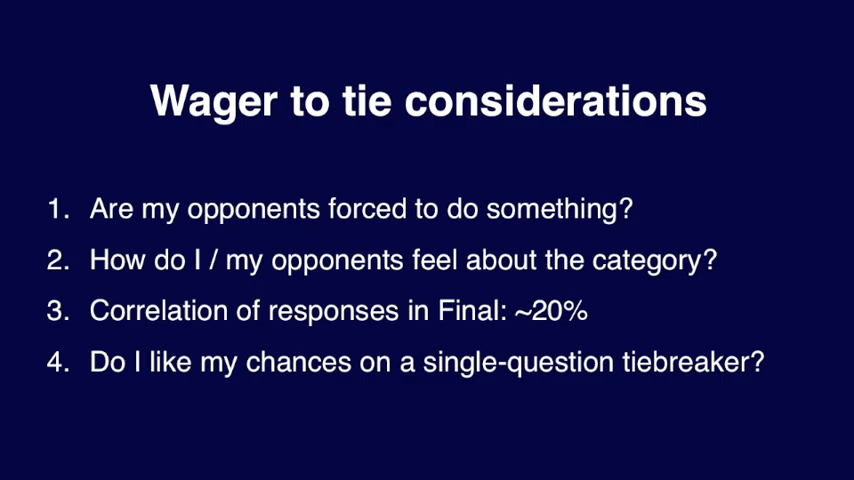 Wager to tie considerations
1. Are my opponents forced to do something?
2. How do I / my opponents feel about the category?
3. Correlation of responses in Final: ~20%
4. Do I like my chances on a single-question tiebreaker?